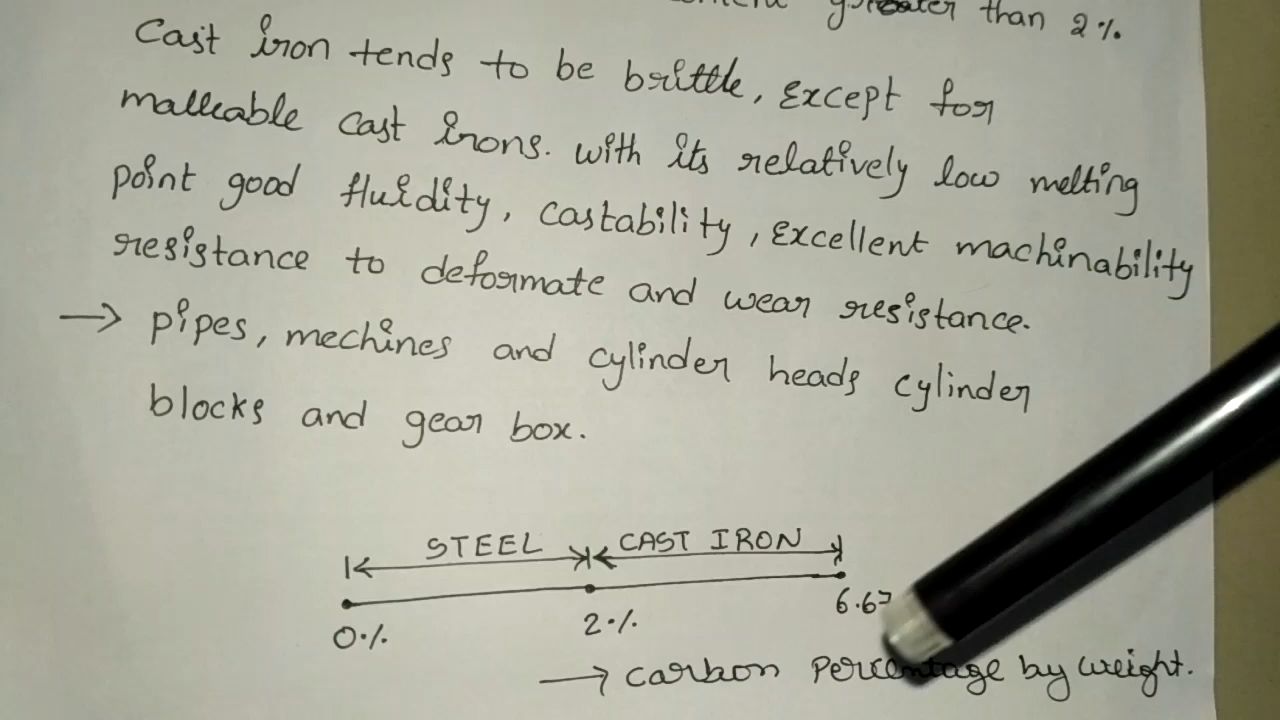 greater than 2%.
Cast iron tends to be brittle, Except for
malleable cast irons. with its relatively low melting
point good fluidity, castability, Excellent machinability
resistance to deformate and wear resistance.
→ pipes, mechines and cylinder heads cylinder
blocks and gear box.
STEEL CAST IRON
0% 2% 6.67
→ carbon percentage by weight.